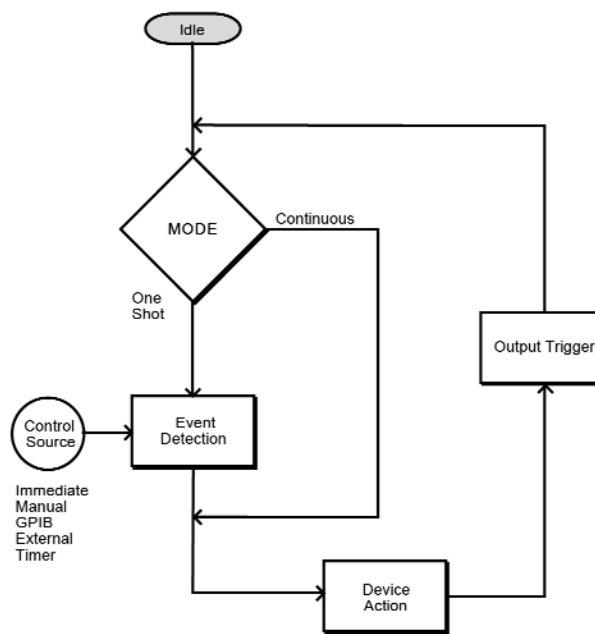 Idle
MODE
Continuous
One
Shot
Output Trigger
Control
Source
Event
Detection
Immediate
Manual
GPIB
External
Timer
Device
Action